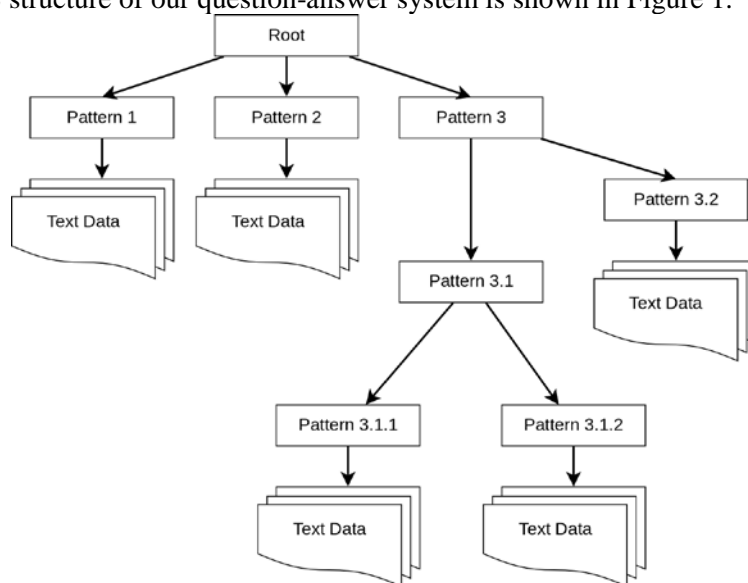 structure of our question-answer system is shown in Figure 1.
Root
Pattern 1
Pattern 2
Pattern 3
Text Data
Text Data
Pattern 3.2
Pattern 3.1
Text Data
Pattern 3.1.1
Pattern 3.1.2
Text Data
Text Data